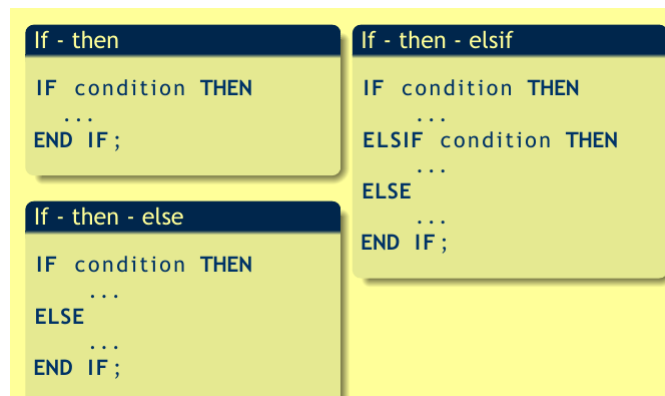 If - then
IF condition THEN
...
END IF;
If - then - else
IF condition THEN
...
ELSE
...
END IF;
If - then - elsif
IF condition THEN
...
ELSIF condition THEN
...
ELSE
...
END IF;